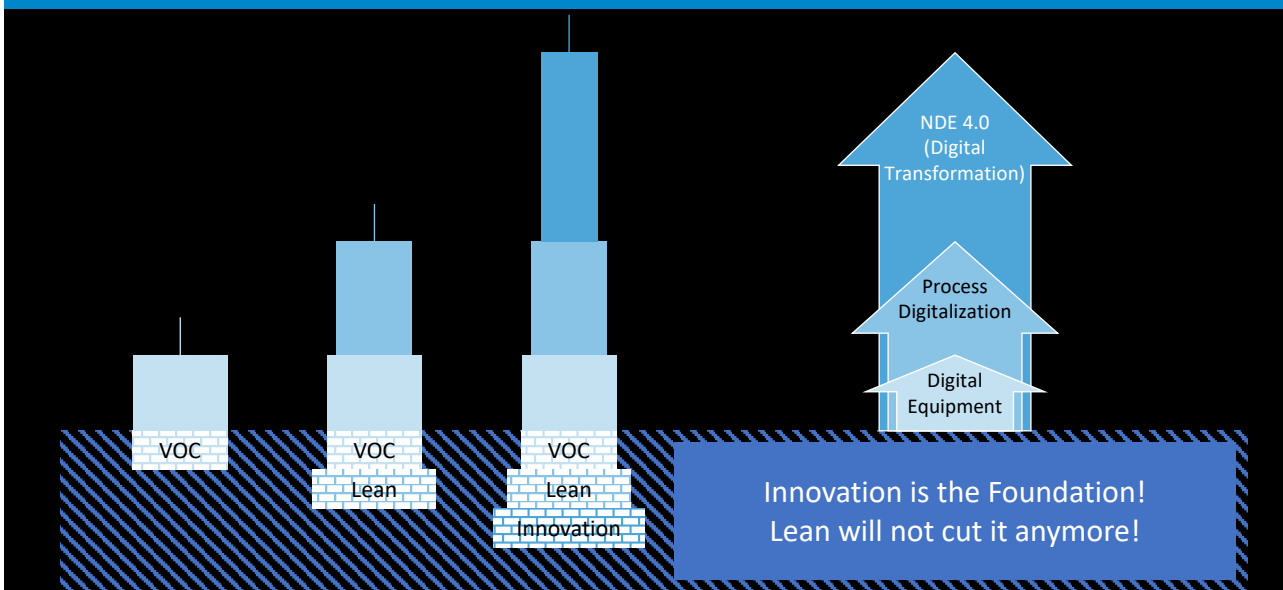 NDE 4.0
(Digital
Transformation)
Process
Digitalization
Digital
Equipment
VOC
VOC
Lean
VOC
Lean
Innovation
Innovation is the Foundation!
Lean will not cut it anymore!